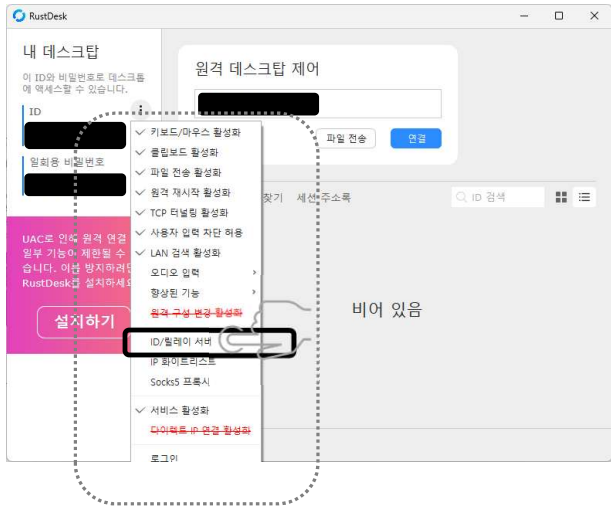 RustDesk
내 데스크탑
이 ID와 비밀번호로 데스크톱
에 액세스할 수 있습니다.
ID
일회용 비밀번호
UAC로 인해 원격 연결
일부 기능이 제한될 수
습니다. 이를 방지하려면
RustDesk를 설치하세요
설치하기
원격 데스크탑 제어
파일 전송
연결
찾기 세션 주소록
ID 검색
비어 있음
키보드/마우스 활성화
클립보드 활성화
파일 전송 활성화
원격 재시작 활성화
TCP 터널링 활성화
사용자 입력 차단 허용
LAN 검색 활성화
오디오 입력
향상된 기능
원격 구성 변경 활성화
ID/릴레이 서버
IP 화이트리스트
Socks5 프록시
서비스 활성화
다이렉트 IP 연결 활성화
로그인